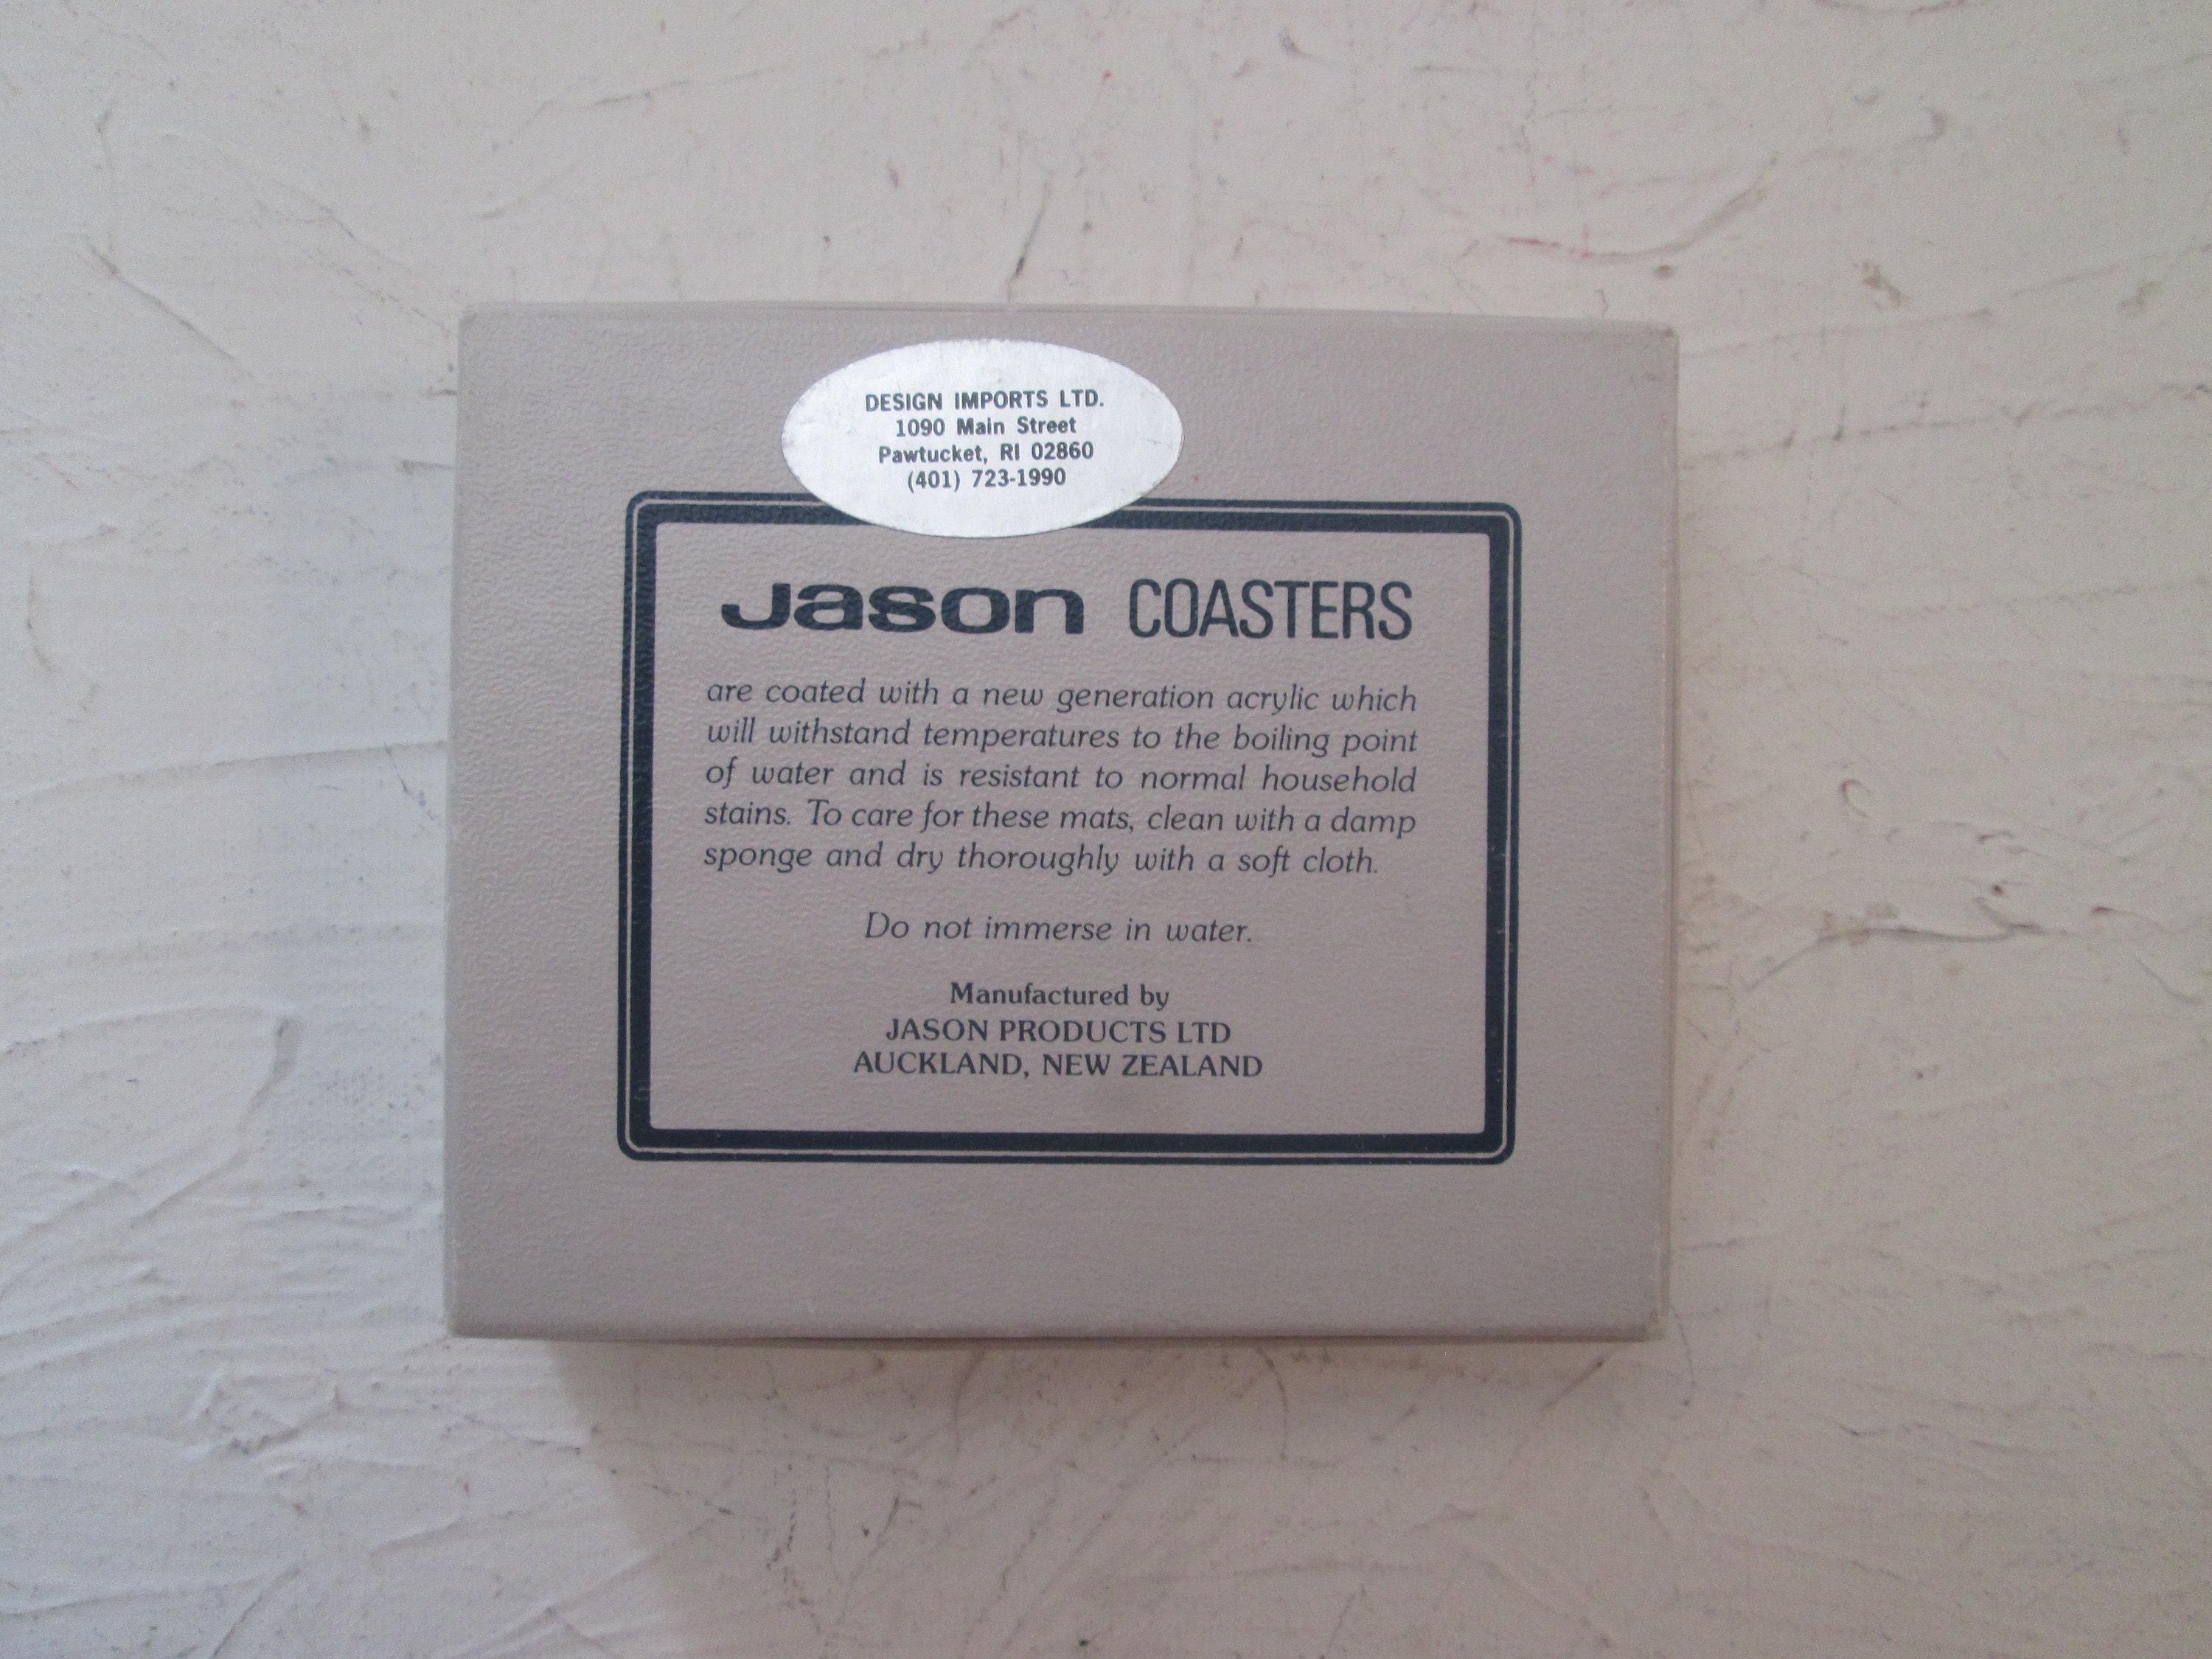 DESIGN IMPORTS LTD.
1090 Main Street
Pawtucket, RI 02860
(401) 723-1990
Jason COASTERS
are coated with a new generation acrylic which
will withstand temperatures to the boiling point
of water and is resistant to normal household
stains. To care for these mats, clean with a damp
sponge and dry thoroughly with a soft cloth.
Do not immerse in water.
Manufactured by
JASON PRODUCTS LTD
AUCKLAND, NEW ZEALAND